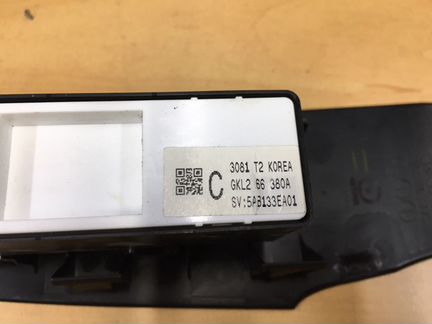 3081 T2 KOREA
C
GKL2 66 380A
SV:5AB133EA01